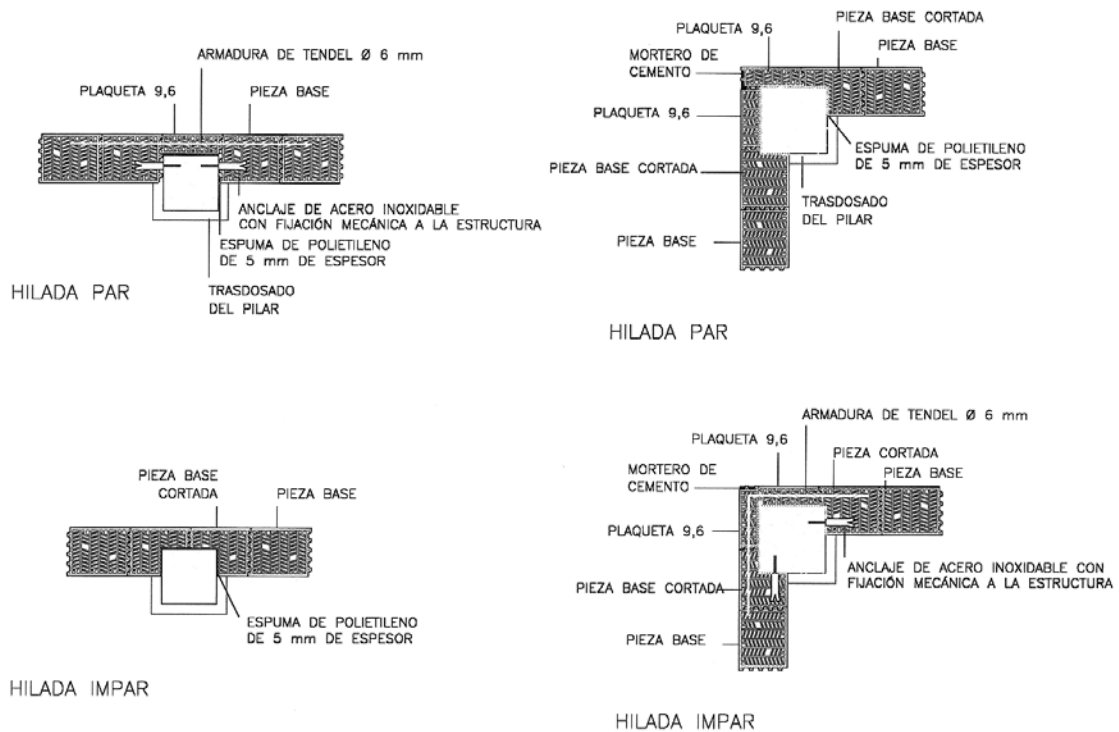 ARMADURA DE TENDEL Ø 6 mm
PLAQUETA 9,6
PIEZA BASE
ANCLAJE DE ACERO INOXIDABLE
CON FIJACIÓN MECÁNICA A LA ESTRUCTURA
ESPUMA DE POLIETILENO
DE 5 mm DE ESPESOR
TRASDOSADO
DEL PILAR
HILADA PAR
PLAQUETA 9,6
PIEZA BASE CORTADA
PIEZA BASE
MORTERO DE
CEMENTO
PLAQUETA 9,6
ESPUMA DE POLIETILENO
DE 5 mm DE ESPESOR
PIEZA BASE CORTADA
TRASDOSADO
DEL PILAR
PIEZA BASE
HILADA PAR
PIEZA BASE
CORTADA
PIEZA BASE
ESPUMA DE POLIETILENO
DE 5 mm DE ESPESOR
HILADA IMPAR
ARMADURA DE TENDEL Ø 6 mm
PLAQUETA 9,6
PIEZA CORTADA
PIEZA BASE
MORTERO DE
CEMENTO
PLAQUETA 9,6
ANCLAJE DE ACERO INOXIDABLE CON
FIJACIÓN MECÁNICA A LA ESTRUCTURA
PIEZA BASE CORTADA
PIEZA BASE
HILADA IMPAR